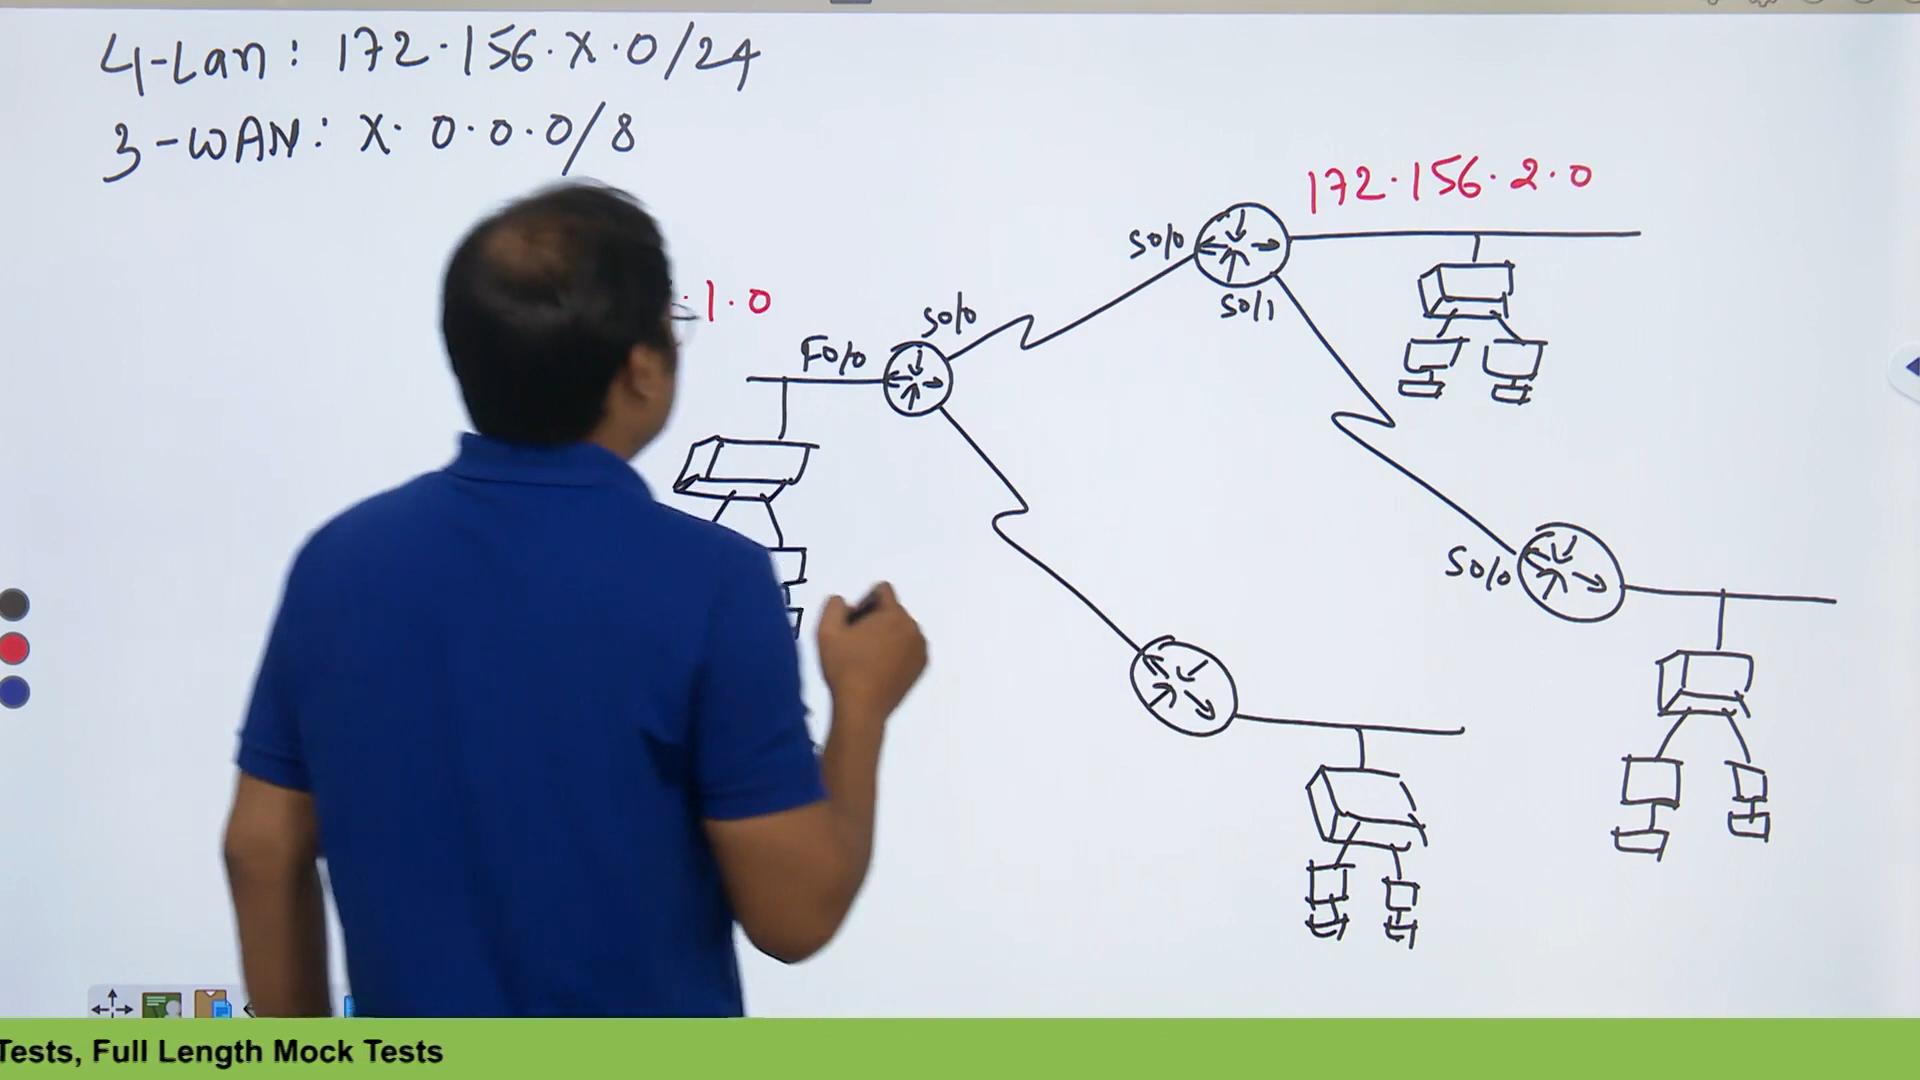 4-Lan: 172.156.X.0/24
3-WAN: X.0.0.0/8
172.156.2.0
S0/0
S0/1
.1.0
S0/0
F0/0
S0/0
Tests, Full Length Mock Tests